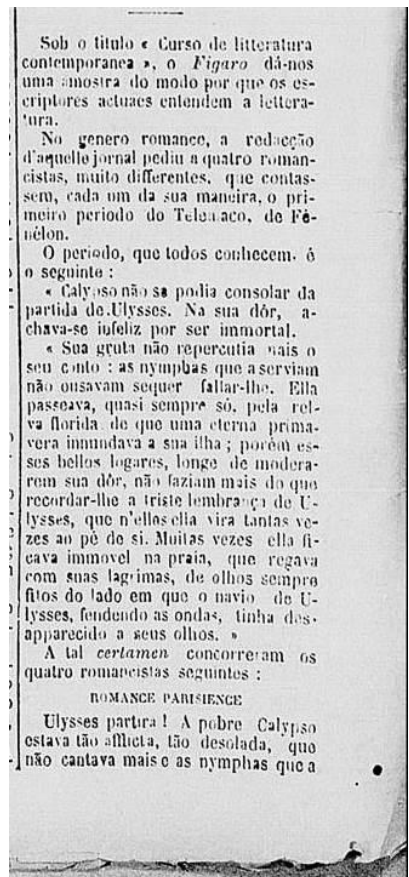 Sob o titulo « Curso de litteratura
contemporanea », o Figaro dá-nos
uma amostra do modo por que os es-
criptores actuaes entendem a lettera-
tura.
No genero romance, a redacção
d'aquelle jornal pediu a quatro roman-
cistas, muito differentes, que contas-
sem, cada um da sua maneira, o pri-
meiro periodo do Telemaco, de Fé-
nélon.
O periodo, que todos conhecem. é
o seguinte :
« Calypso não se podia consolar da
partida de Ulysses. Na sua dôr, a-
chava-se infeliz por ser immortal.
« Sua gruta não repercutia mais o
seu canto : as nymphas que a serviam
não ousavam sequer fallar-lhe. Ella
passeava, quasi sempre só, pela rel-
va florida de que uma eterna prima-
vera innundava a sua ilha ; porém es-
ses bellos logares, longe de modera-
rem sua dôr, não faziam mais do que
recordar-lhe a triste lembrança de U-
lysses, que n'elles ella vira tantas ve-
zes ao pé de si. Muitas vezes ella fi-
cava immovel na praia, que regava
com suas lagrimas, de olhos sempre
fitos do lado em que o navio de U-
lysses, fendendo as ondas, tinha des-
apparecido a seus olhos. »
A tal certamen concorreram os
quatro romancistas seguintes :
ROMANCE PARISIENCE
Ulysses partira ! A pobre Calypso
estava tão afflicta, tão desolada, que
não cantava mais e as nymphas que a